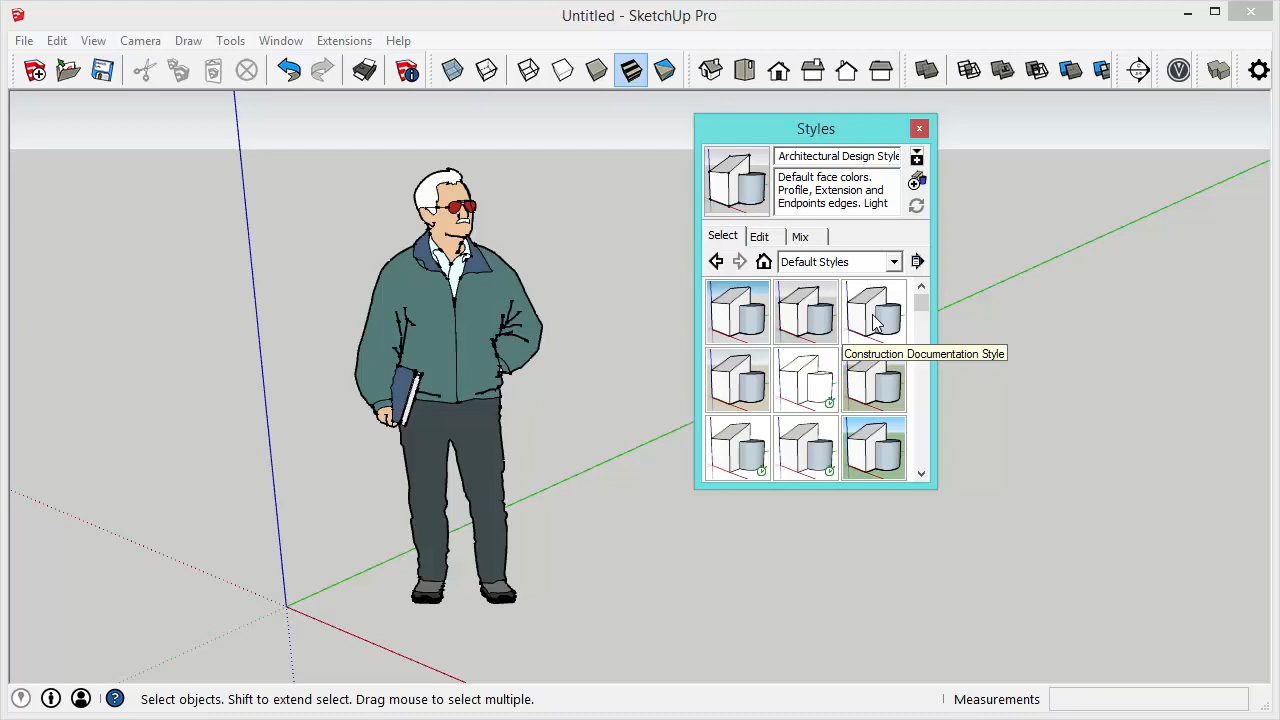 Untitled - SketchUp Pro
File Edit View Camera Draw Tools Window Extensions Help
Styles
Architectural Design Style
Default face colors.
Profile, Extension and
Endpoints edges. Light
Select Edit Mix
Default Styles
Construction Documentation Style
Select objects. Shift to extend select. Drag mouse to select multiple.
Measurements